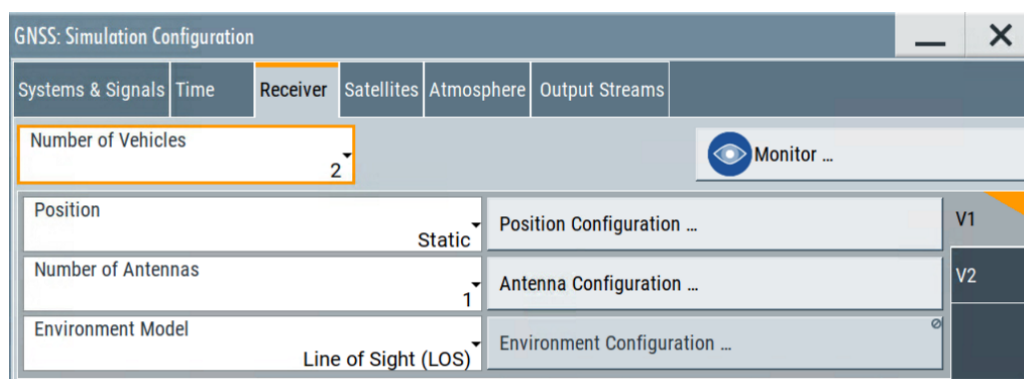 GNSS: Simulation Configuration
Systems & Signals Time Receiver Satellites Atmosphere Output Streams
Number of Vehicles
2
Monitor ...
Position
Static
Position Configuration ...
V1
Number of Antennas
1
Antenna Configuration ...
V2
Environment Model
Line of Sight (LOS)
Environment Configuration ...